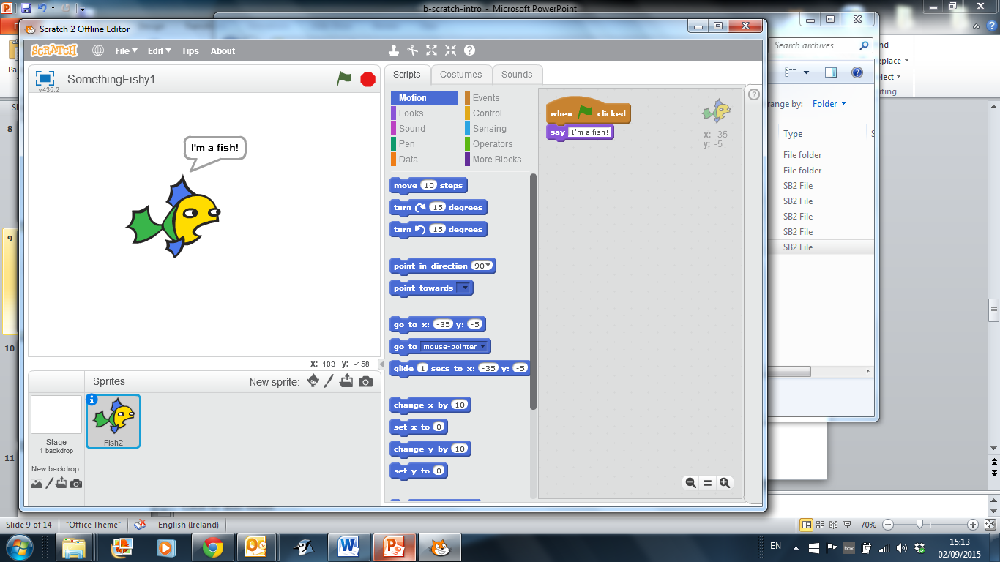 b-scratch-intro - Microsoft PowerPoint
Scratch 2 Offline Editor
SCRATCH
File
Edit
Tips
About
v435.2
SomethingFishy1
I'm a fish!
x: 103 y: -158
Sprites
New sprite:
Stage
1 backdrop
New backdrop:
Fish2
Scripts
Costumes
Sounds
Motion
Looks
Sound
Pen
Data
Events
Control
Sensing
Operators
More Blocks
move 10 steps
turn 15 degrees
turn 15 degrees
point in direction 90
point towards
go to x: -35 y: -5
go to mouse-pointer
glide 1 secs to x: -35 y: -5
change x by 10
set x to 0
change y by 10
set y to 0
when clicked
say I'm a fish!
x: -35
y: -5
Search archives
Folder
Type
File folder
File folder
SB2 File
SB2 File
SB2 File
SB2 File
SB2 File
8
9
10
11
Slide 9 of 14
"Office Theme"
English (Ireland)
70%
EN
15:13
02/09/2015